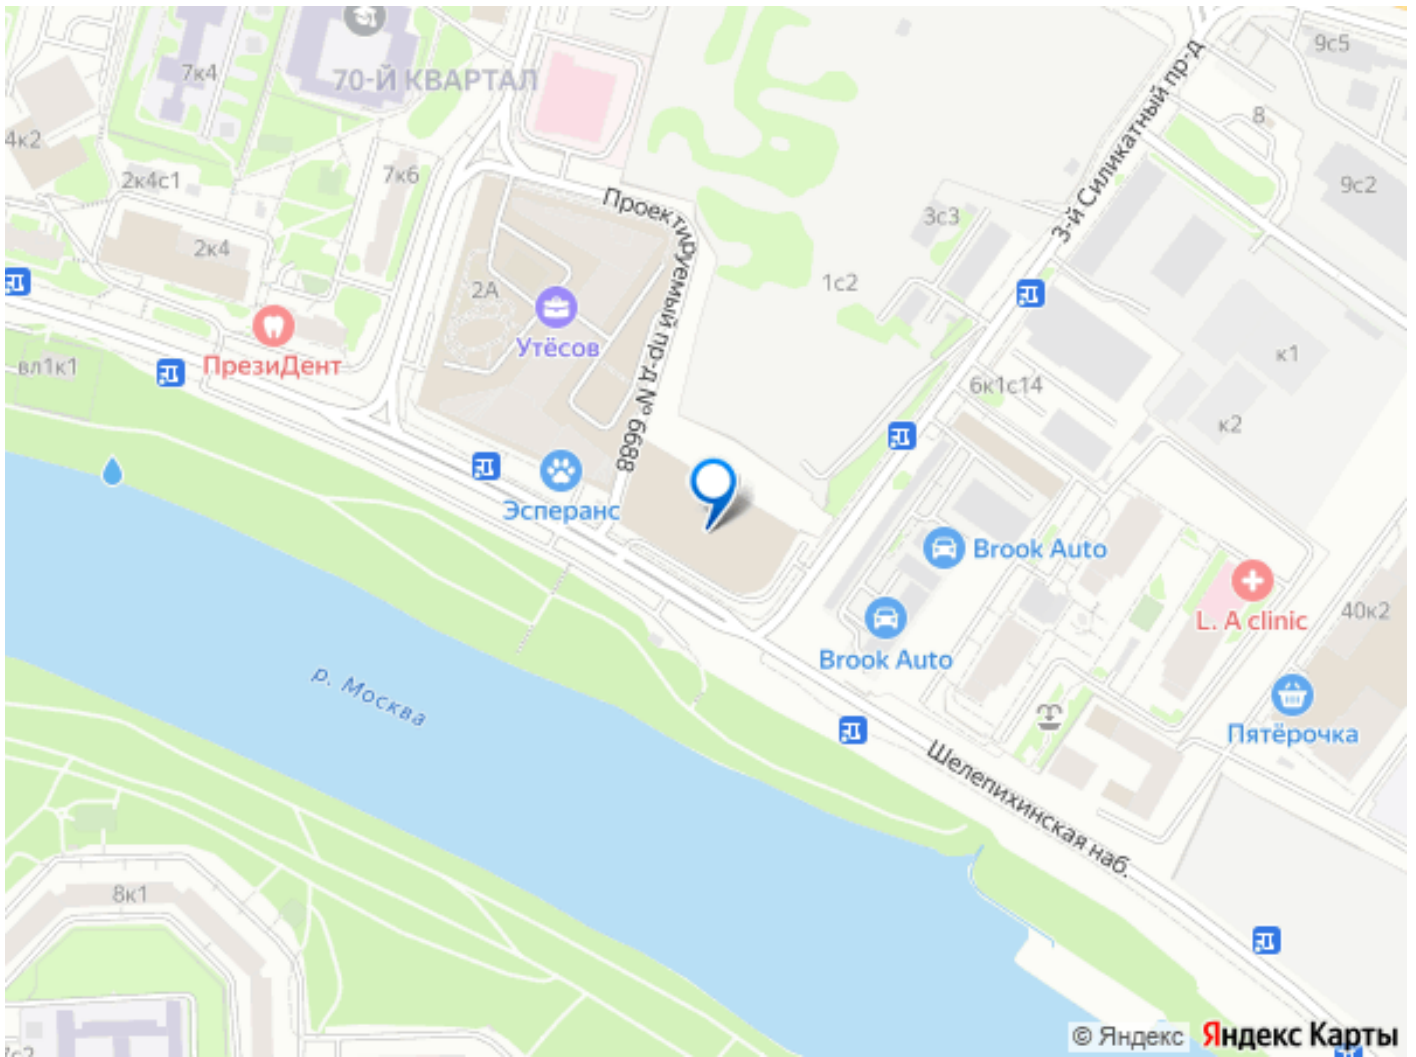 9с5
7к4
70-Й КВАРТАЛ
8
4к2
2к4с1
7к6
9с2
3-й Силикатный пр-д
Проектируемый пр-д № 6688
3с3
2к4
2А
1с2
Утёсов
ПрезиДент
вл1к1
к1
6к1с14
к2
Эсперанс
Brook Auto
L. A clinic
40к2
Brook Auto
р. Москва
Пятёрочка
Шелепихинская наб.
8к1
© Яндекс Яндекс Карты